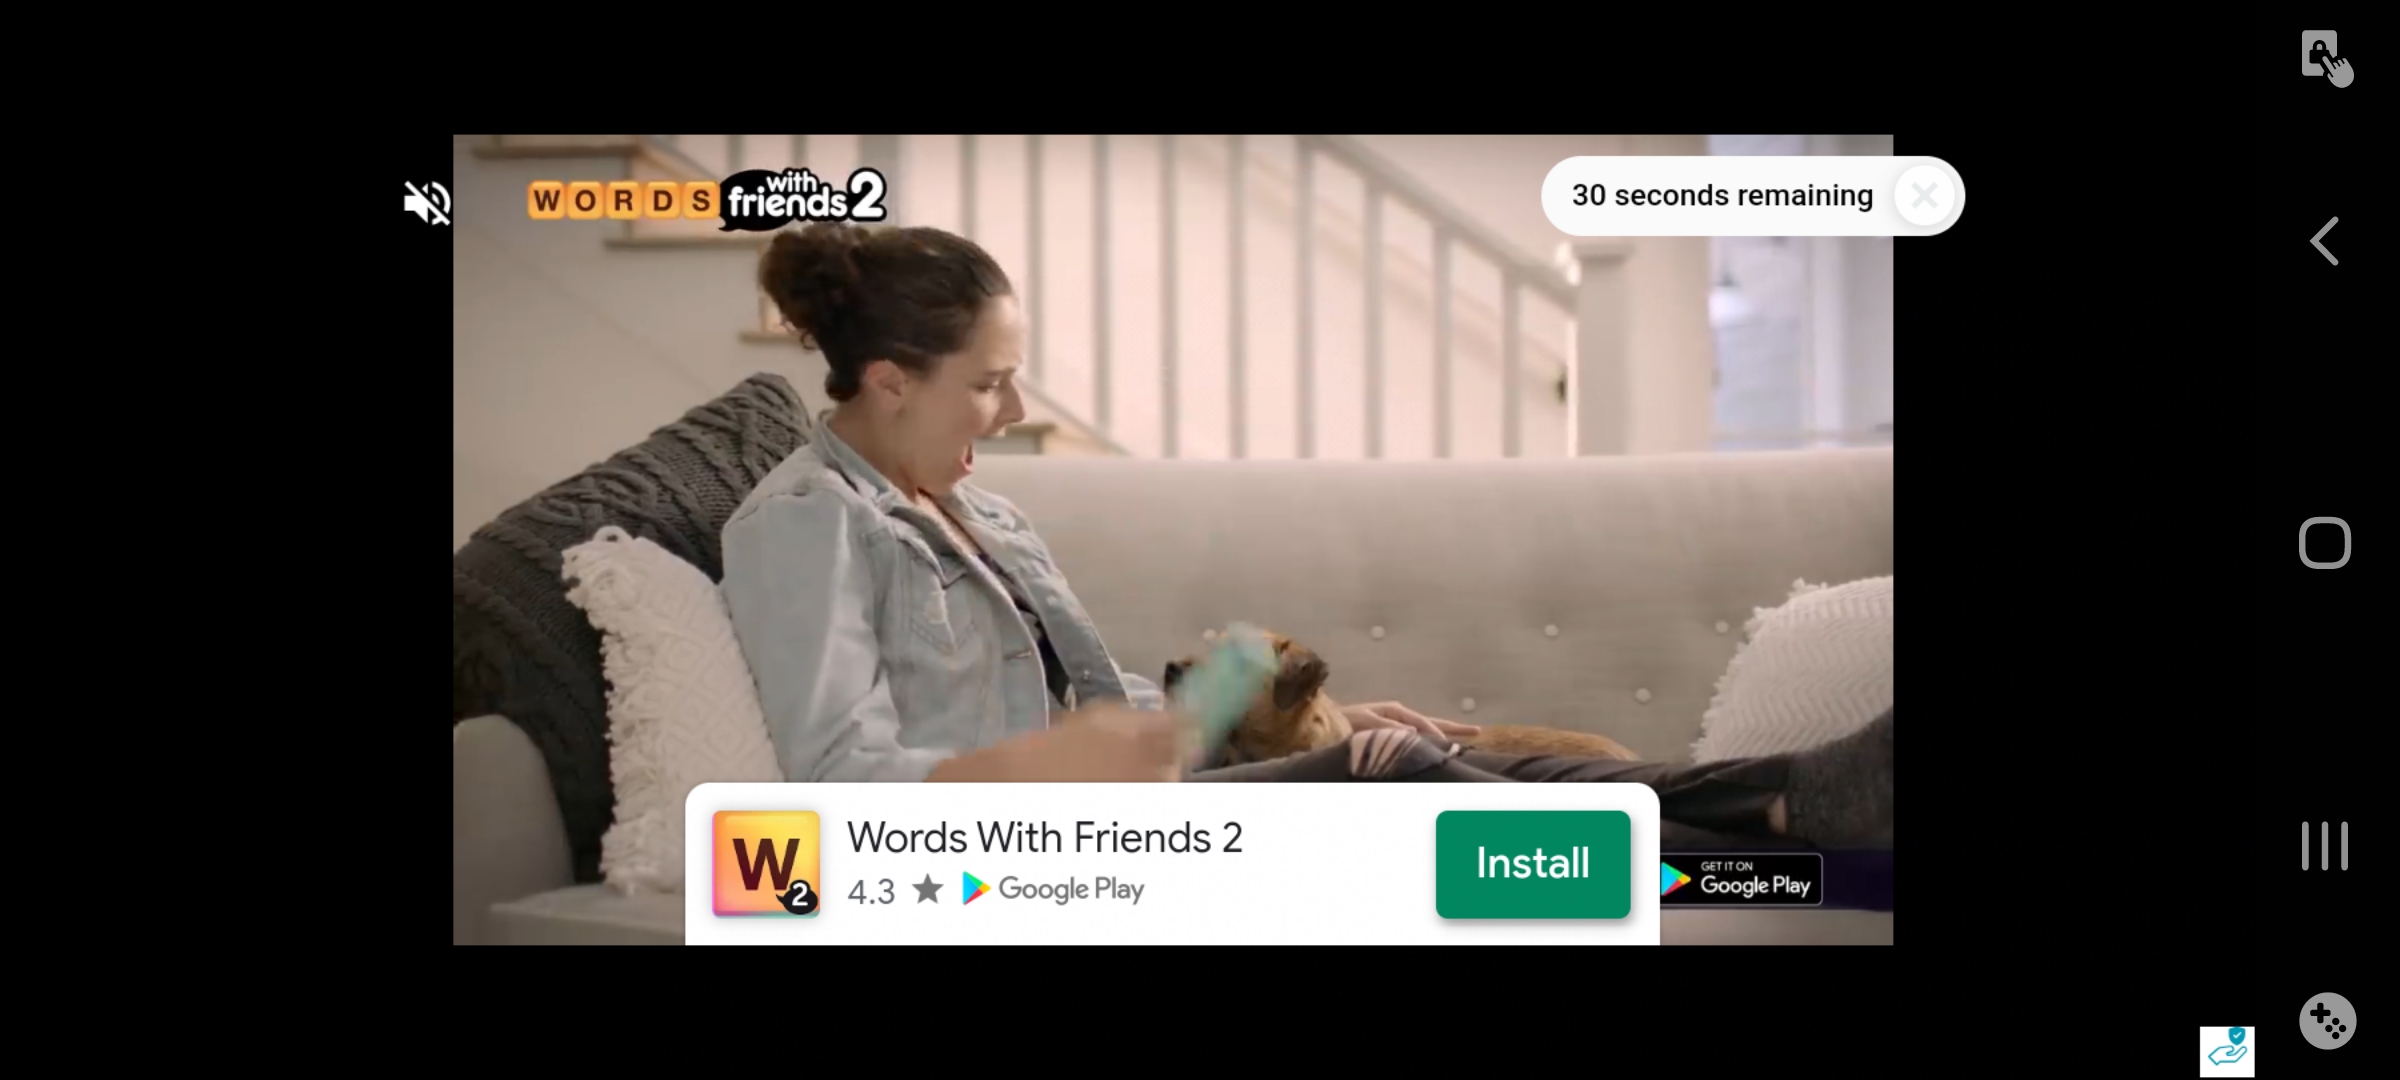 WORDS with friends 2
30 seconds remaining
W2
Words With Friends 2
4.3 Google Play
Install
GET IT ON
Google Play